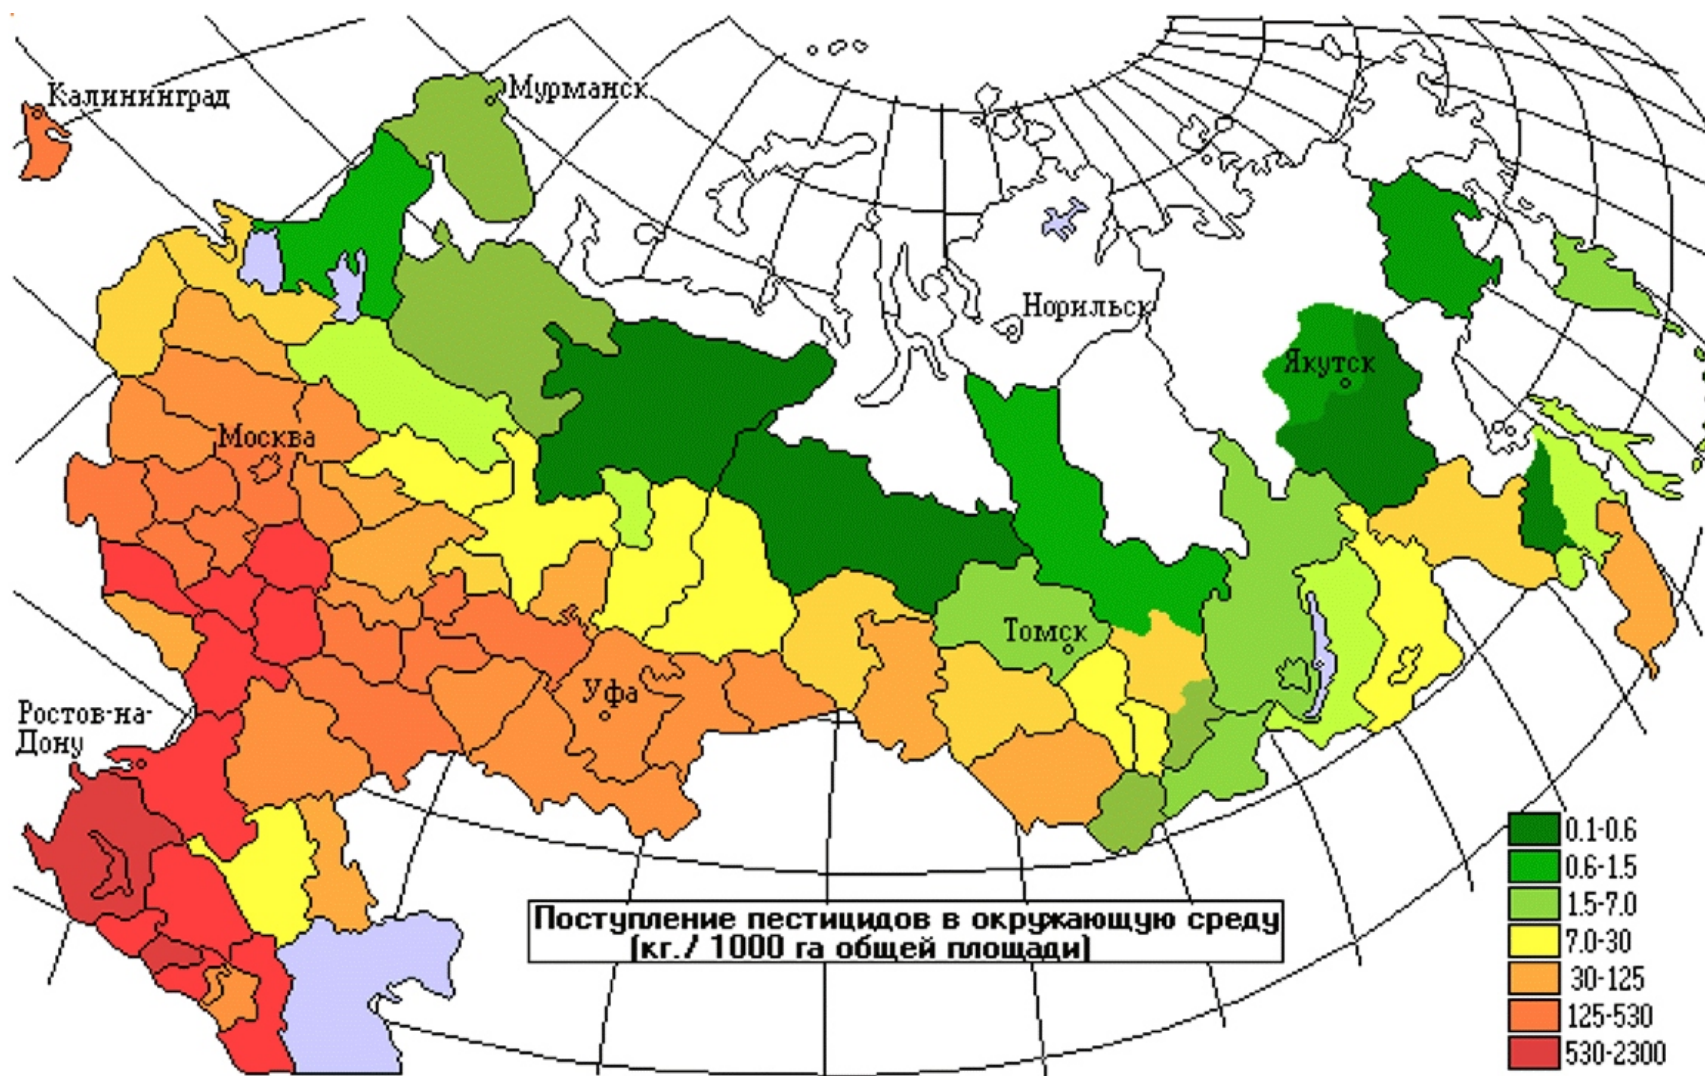 Калининград
Мурманск
Норильск
Якутск
Москва
Томск
Уфа
Ростов-на-
Дону
0.1-0.6
0.6-1.5
1.5-7.0
7.0-30
30-125
125-530
530-2300
Поступление пестицидов в окружающую среду
(кг./ 1000 га общей площади)